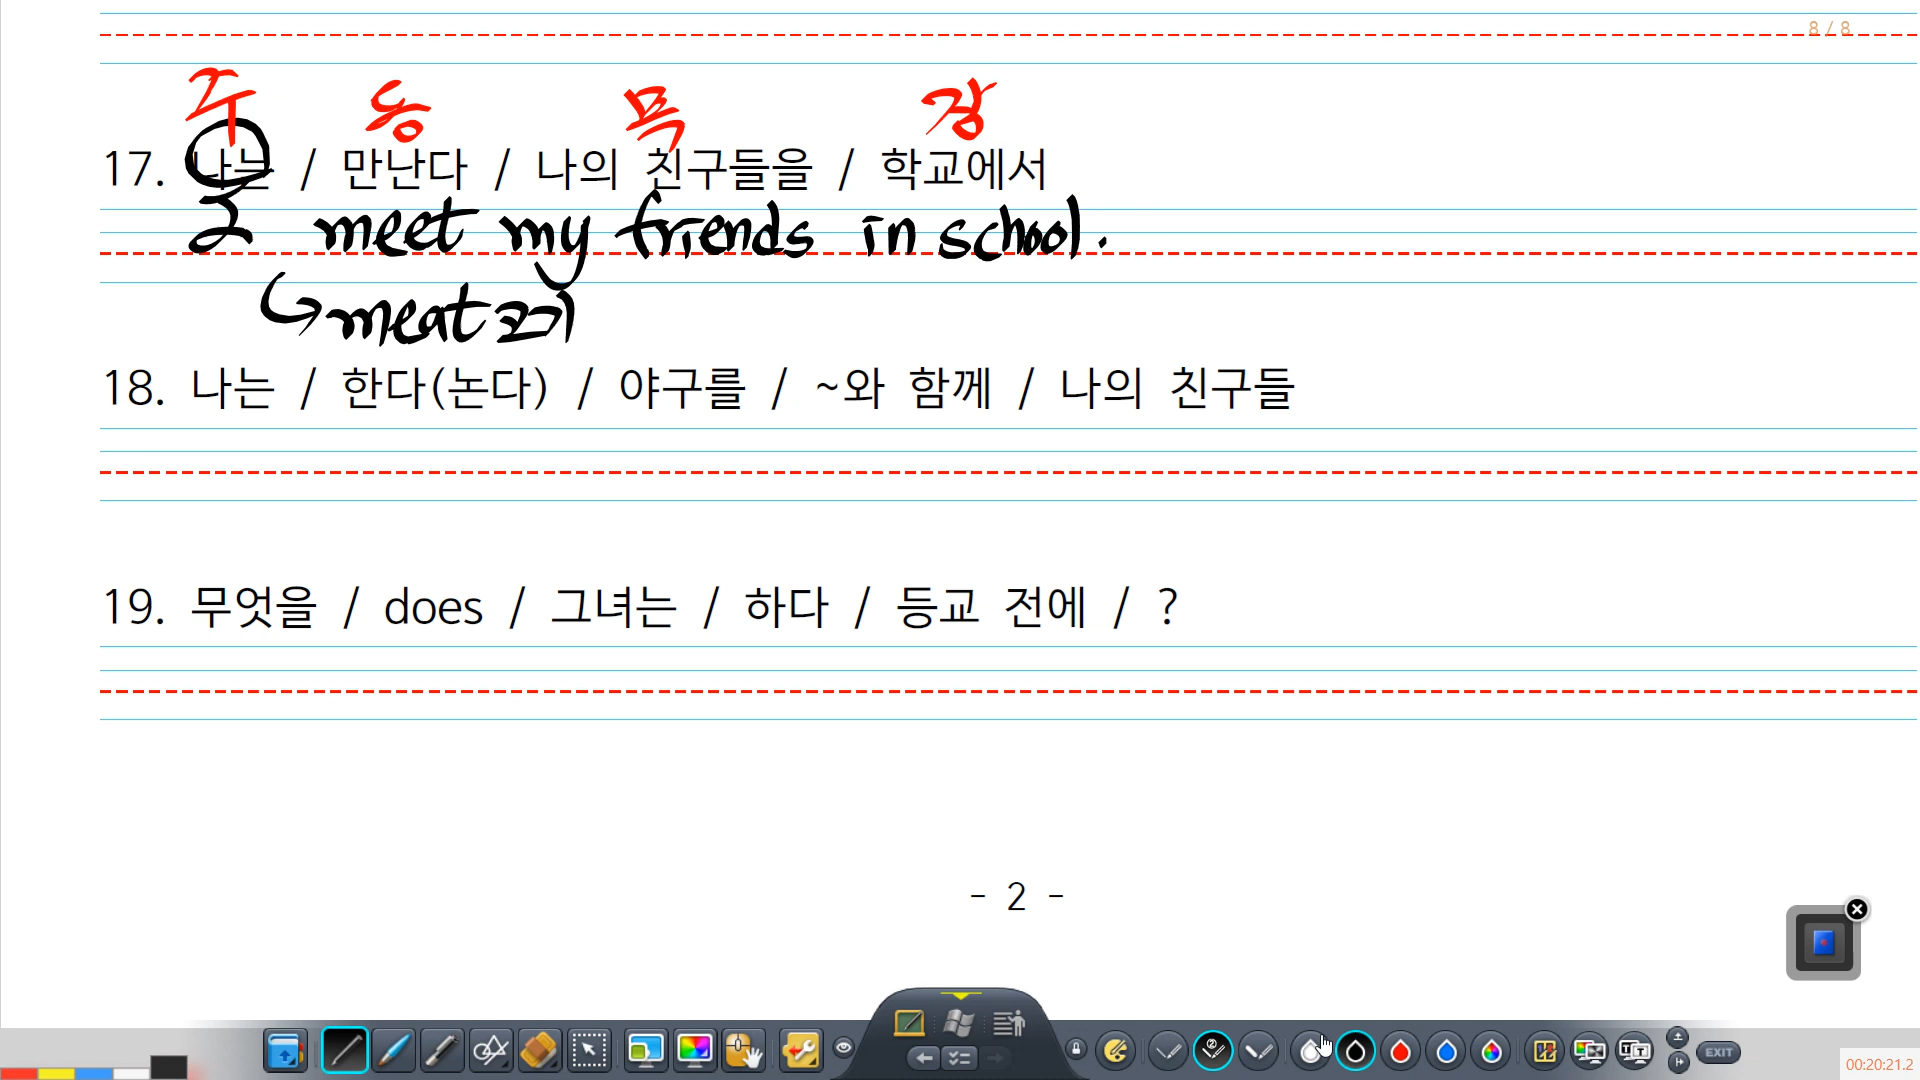 8 / 8
주 동 목 장
17. 나는 / 만난다 / 나의 친구들을 / 학교에서
I meet my friends in school.
meat 고기
18. 나는 / 한다(논다) / 야구를 / ~와 함께 / 나의 친구들
19. 무엇을 / does / 그녀는 / 하다 / 등교 전에 / ?
- 2 -
EXIT
00:20:21.2